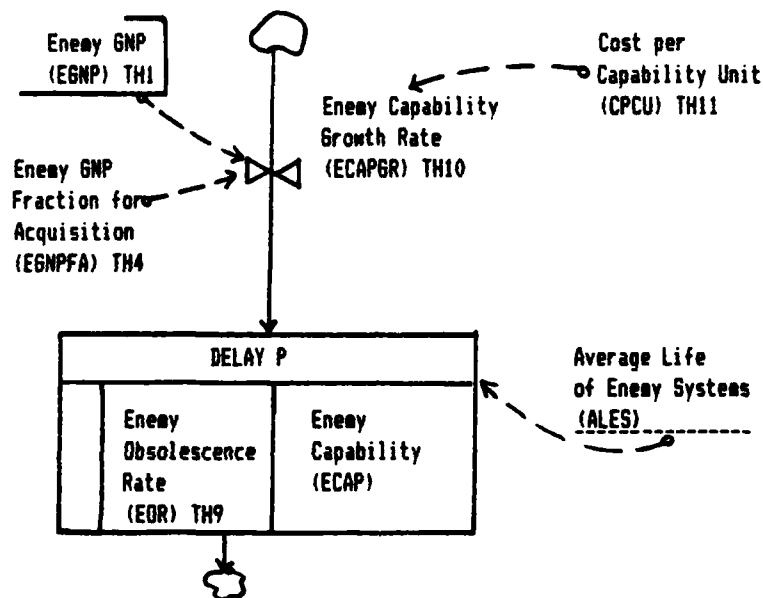 Enemy GNP
(EGNP) TH1
Cost per
Capability Unit
(CPCU) TH11
Enemy Capability
Growth Rate
(ECAPGR) TH10
Enemy GNP
Fraction for
Acquisition
(EGNPFA) TH4
DELAY P
Enemy
Obsolescence
Rate
(EOR) TH9
Enemy
Capability
(ECAP)
Average Life
of Enemy Systems
(ALES)